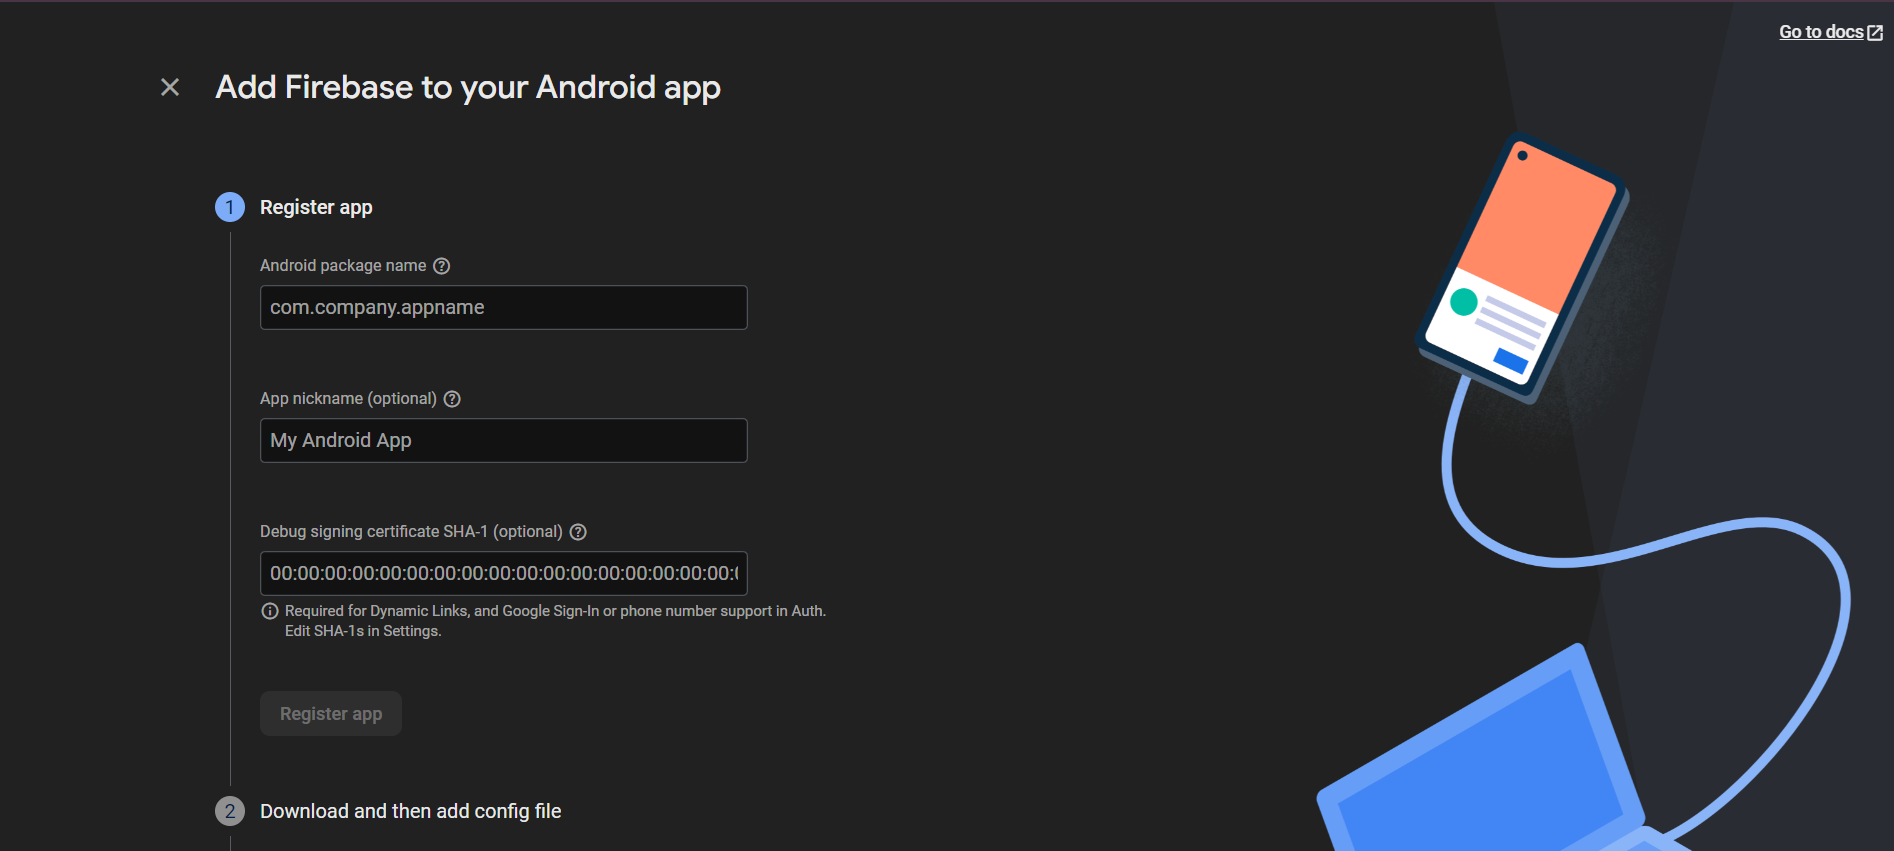 Go to docs
Add Firebase to your Android app
1 Register app
Android package name
com.company.appname
App nickname (optional)
My Android App
Debug signing certificate SHA-1 (optional)
00:00:00:00:00:00:00:00:00:00:00:00:00:00:00:00:00:
Required for Dynamic Links, and Google Sign-In or phone number support in Auth.
Edit SHA-1s in Settings.
Register app
2 Download and then add config file